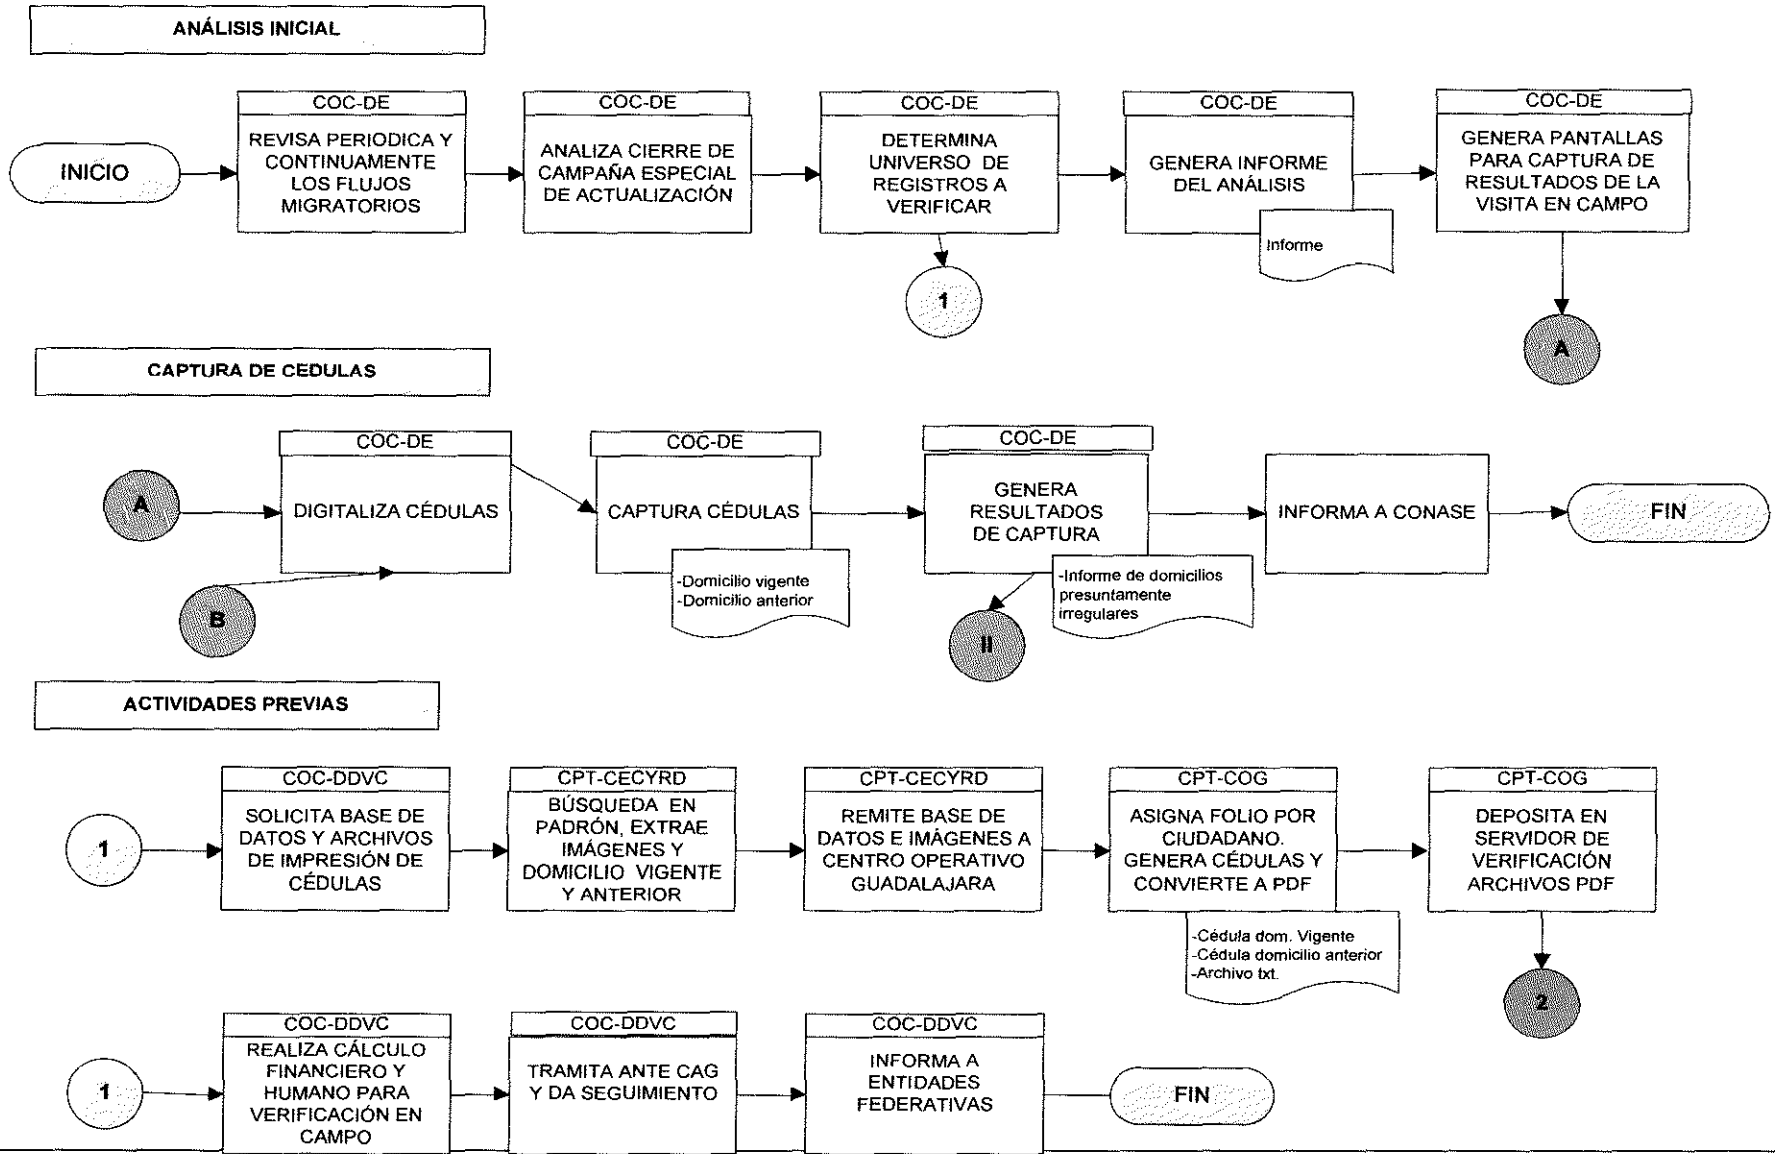 ANÁLISIS INICIAL
INICIO
COC-DE
REVISA PERIODICA Y
CONTINUAMENTE
LOS FLUJOS
MIGRATORIOS
COC-DE
ANALIZA CIERRE DE
CAMPAÑA ESPECIAL
DE ACTUALIZACIÓN
COC-DE
DETERMINA
UNIVERSO DE
REGISTROS A
VERIFICAR
1
COC-DE
GENERA INFORME
DEL ANÁLISIS
Informe
COC-DE
GENERA PANTALLAS
PARA CAPTURA DE
RESULTADOS DE LA
VISITA EN CAMPO
A
CAPTURA DE CEDULAS
A
B
COC-DE
DIGITALIZA CÉDULAS
COC-DE
CAPTURA CÉDULAS
-Domicilio vigente
-Domicilio anterior
COC-DE
GENERA
RESULTADOS
DE CAPTURA
-Informe de domicilios
presuntamente
irregulares
II
INFORMA A CONASE
FIN
ACTIVIDADES PREVIAS
1
COC-DDVC
SOLICITA BASE DE
DATOS Y ARCHIVOS
DE IMPRESIÓN DE
CÉDULAS
CPT-CECYRD
BÚSQUEDA EN
PADRÓN, EXTRAE
IMÁGENES Y
DOMICILIO VIGENTE
Y ANTERIOR
CPT-CECYRD
REMITE BASE DE
DATOS E IMÁGENES A
CENTRO OPERATIVO
GUADALAJARA
CPT-COG
ASIGNA FOLIO POR
CIUDADANO.
GENERA CÉDULAS Y
CONVIERTE A PDF
-Cédula dom. Vigente
-Cédula domicilio anterior
-Archivo txt.
CPT-COG
DEPOSITA EN
SERVIDOR DE
VERIFICACIÓN
ARCHIVOS PDF
2
1
COC-DDVC
REALIZA CÁLCULO
FINANCIERO Y
HUMANO PARA
VERIFICACIÓN EN
CAMPO
COC-DDVC
TRAMITA ANTE CAG
Y DA SEGUIMIENTO
COC-DDVC
INFORMA A
ENTIDADES
FEDERATIVAS
FIN